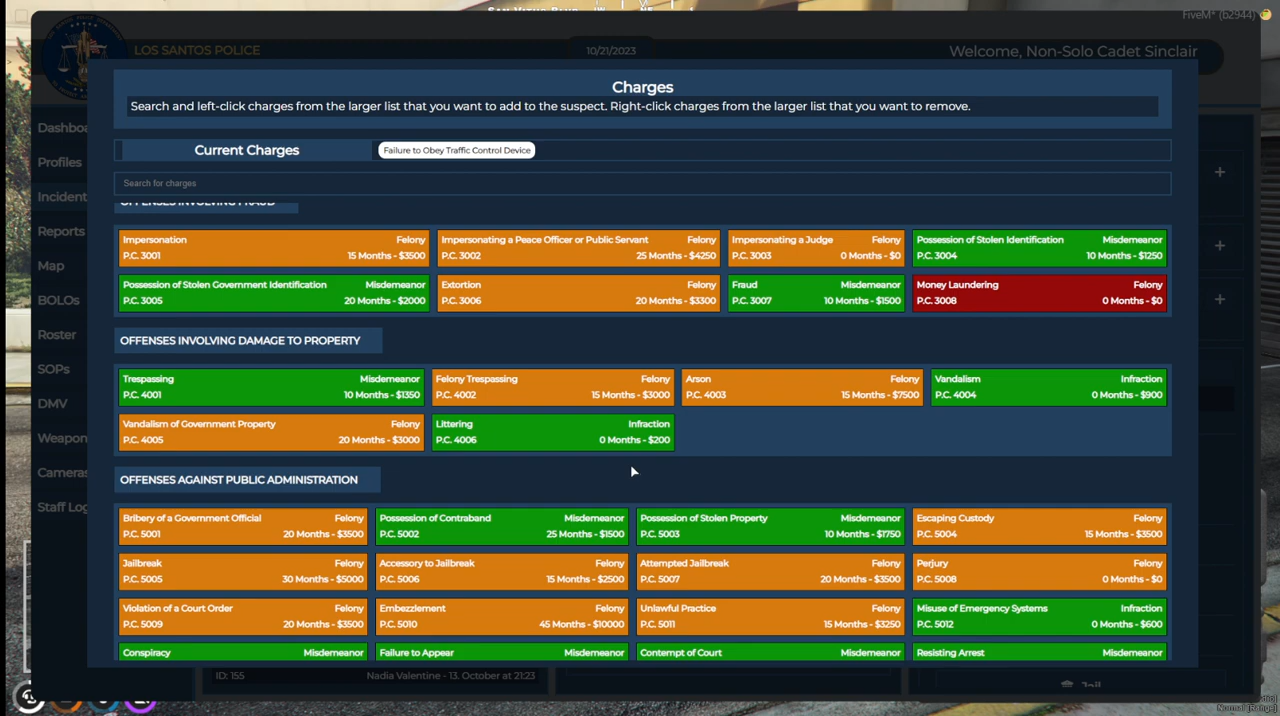 San Vitus Blvd
FiveM* (b2944)
LOS SANTOS POLICE
10/21/2023
Welcome, Non-Solo Cadet Sinclair
Charges
Search and left-click charges from the larger list that you want to add to the suspect. Right-click charges from the larger list that you want to remove.
Current Charges
Failure to Obey Traffic Control Device
Search for charges
Dashbo
Profiles
Incident
Reports
Map
BOLOs
Roster
SOPs
DMV
Weapon
Cameras
Staff Log
OFFENSES INVOLVING FRAUD
Impersonation Felony
P.C. 3001 15 Months - $3500
Impersonating a Peace Officer or Public Servant Felony
P.C. 3002 25 Months - $4250
Impersonating a Judge Felony
P.C. 3003 0 Months - $0
Possession of Stolen Identification Misdemeanor
P.C. 3004 10 Months - $1250
Possession of Stolen Government Identification Misdemeanor
P.C. 3005 20 Months - $2000
Extortion Felony
P.C. 3006 20 Months - $3300
Fraud Misdemeanor
P.C. 3007 10 Months - $1500
Money Laundering Felony
P.C. 3008 0 Months - $0
OFFENSES INVOLVING DAMAGE TO PROPERTY
Trespassing Misdemeanor
P.C. 4001 10 Months - $1350
Felony Trespassing Felony
P.C. 4002 15 Months - $3000
Arson Felony
P.C. 4003 15 Months - $7500
Vandalism Infraction
P.C. 4004 0 Months - $900
Vandalism of Government Property Felony
P.C. 4005 20 Months - $3000
Littering Infraction
P.C. 4006 0 Months - $200
OFFENSES AGAINST PUBLIC ADMINISTRATION
Bribery of a Government Official Felony
P.C. 5001 20 Months - $3500
Possession of Contraband Misdemeanor
P.C. 5002 25 Months - $1500
Possession of Stolen Property Misdemeanor
P.C. 5003 10 Months - $1750
Escaping Custody Felony
P.C. 5004 15 Months - $3500
Jailbreak Felony
P.C. 5005 30 Months - $5000
Accessory to Jailbreak Felony
P.C. 5006 15 Months - $2500
Attempted Jailbreak Felony
P.C. 5007 20 Months - $3500
Perjury Felony
P.C. 5008 0 Months - $0
Violation of a Court Order Felony
P.C. 5009 20 Months - $3500
Embezzlement Felony
P.C. 5010 45 Months - $10000
Unlawful Practice Felony
P.C. 5011 15 Months - $3250
Misuse of Emergency Systems Infraction
P.C. 5012 0 Months - $600
Conspiracy Misdemeanor
Failure to Appear Misdemeanor
Contempt of Court Misdemeanor
Resisting Arrest Misdemeanor
ID: 155 Nadia Valentine - 13. October at 21:23
Jail
Normal [Range]